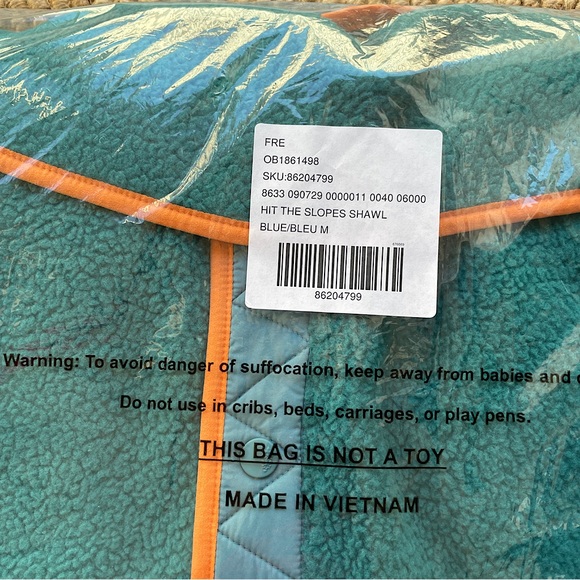 FRE
OB1861498
SKU:86204799
8633 090729 0000011 0040 06000
HIT THE SLOPES SHAWL
BLUE/BLEU M
86204799
Warning: To avoid danger of suffocation, keep away from babies and
Do not use in cribs, beds, carriages, or play pens.
THIS BAG IS NOT A TOY
MADE IN VIETNAM